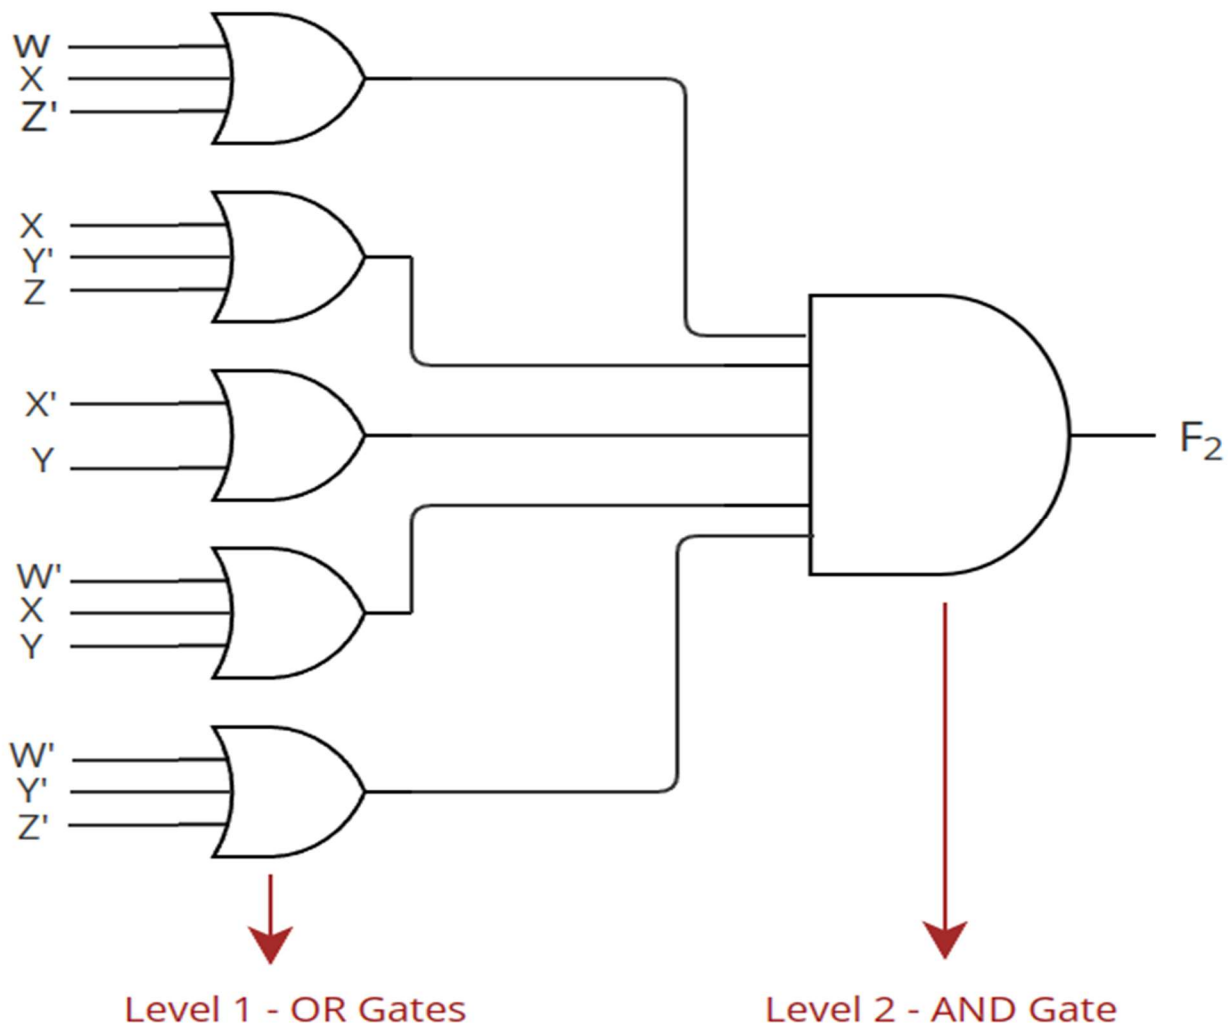 W
X
Z'
X
Y'
Z
X'
Y
W'
X
Y
W'
Y'
Z'
F₂
Level 1 - OR Gates
Level 2 - AND Gate